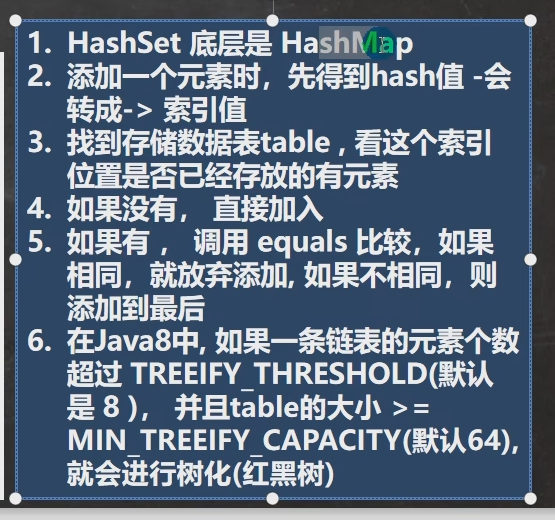 1. HashSet 底层是 HashMap
2. 添加一个元素时，先得到hash值 -会
转成-> 索引值
3. 找到存储数据表table , 看这个索引
位置是否已经存放的有元素
4. 如果没有， 直接加入
5. 如果有 ， 调用 equals 比较，如果
相同，就放弃添加, 如果不相同，则
添加到最后
6. 在Java8中, 如果一条链表的元素个数
超过 TREEIFY_THRESHOLD(默认
是 8 )， 并且table的大小 >=
MIN_TREEIFY_CAPACITY(默认64),
就会进行树化(红黑树)